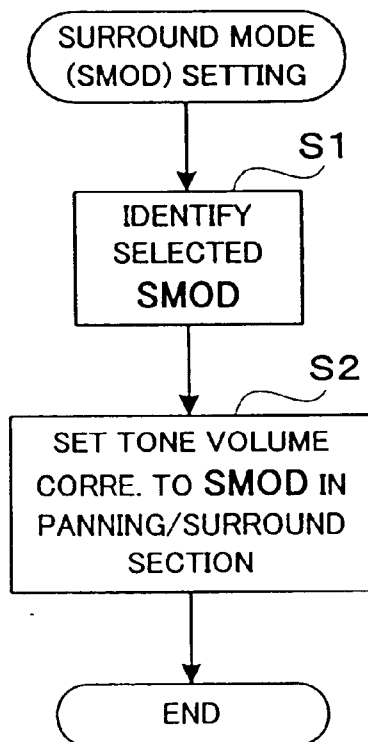 SURROUND MODE
(SMOD) SETTING
S1
IDENTIFY
SELECTED
SMOD
S2
SET TONE VOLUME
CORRE. TO SMOD IN
PANNING/SURROUND
SECTION
END